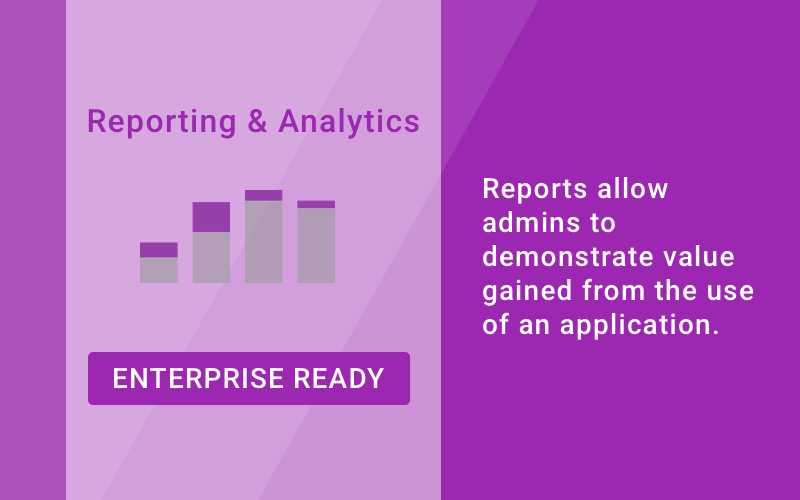 Reporting & Analytics
ENTERPRISE READY
Reports allow
admins to
demonstrate value
gained from the use
of an application.